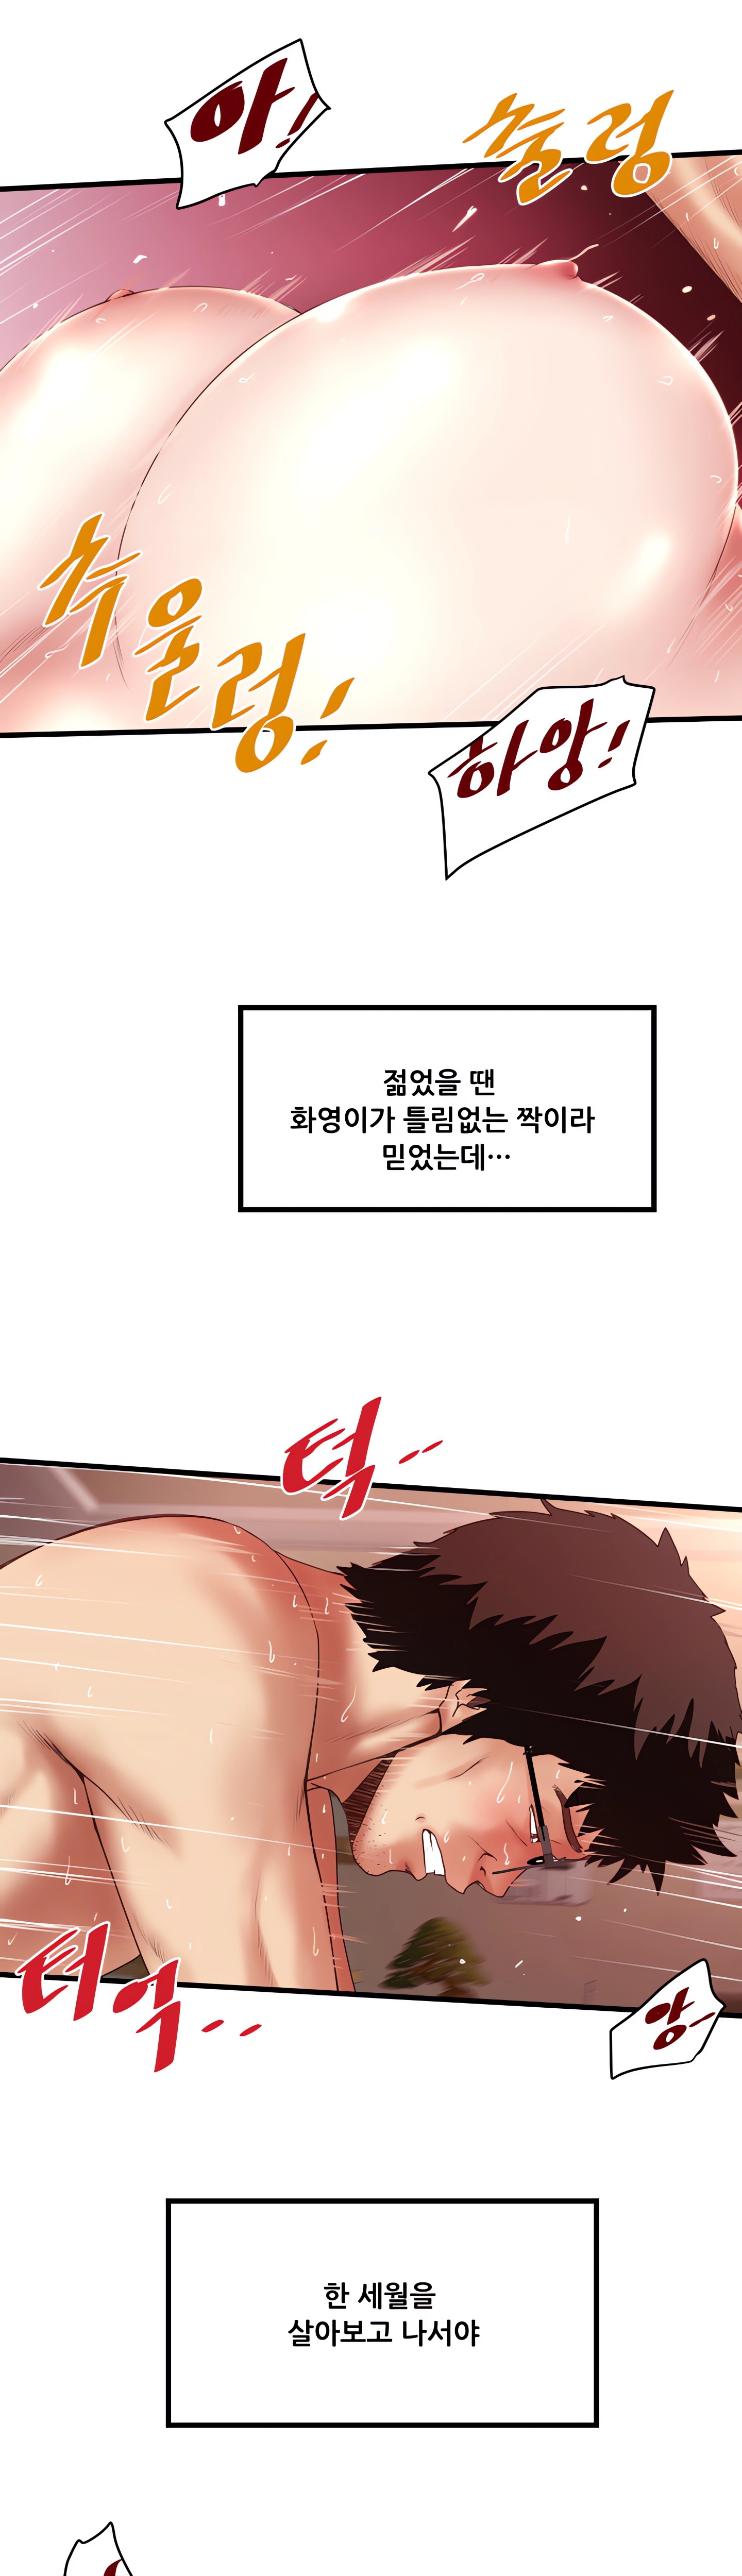 아!
출렁
추울렁!
하앙!
젊었을 땐
화영이가 틀림없는 짝이라
믿었는데…
턱..
터억..
앙~
한 세월을
살아보고 나서야